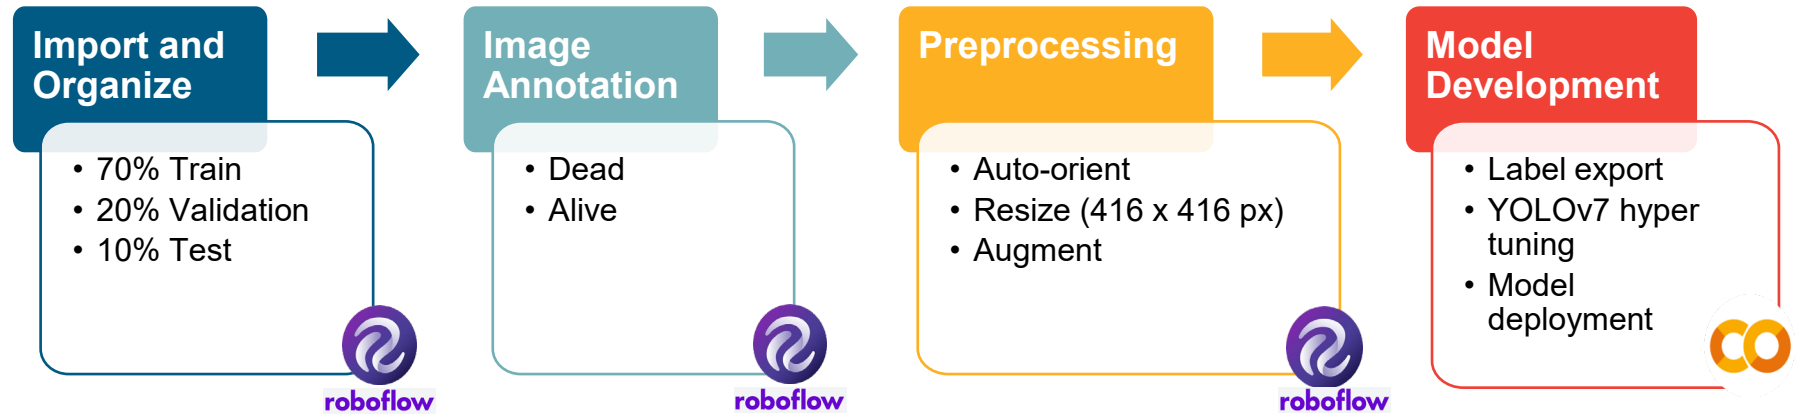 Import and
Organize
• 70% Train
• 20% Validation
• 10% Test
roboflow
Image
Annotation
• Dead
• Alive
roboflow
Preprocessing
• Auto-orient
• Resize (416 x 416 px)
• Augment
roboflow
Model
Development
• Label export
• YOLOv7 hyper
tuning
• Model
deployment